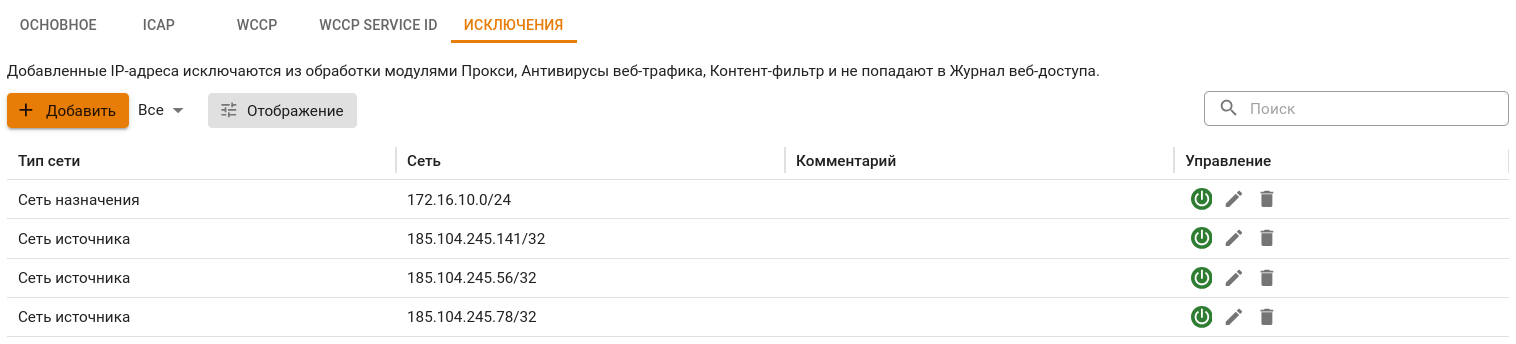 ОСНОВНОЕ ICAP WCCP WCCP SERVICE ID ИСКЛЮЧЕНИЯ
Добавленные IP-адреса исключаются из обработки модулями Прокси, Антивирусы веб-трафика, Контент-фильтр и не попадают в Журнал веб-доступа.
Добавить Все Отображение Поиск
Тип сети Сеть Комментарий Управление
Сеть назначения 172.16.10.0/24
Сеть источника 185.104.245.141/32
Сеть источника 185.104.245.56/32
Сеть источника 185.104.245.78/32